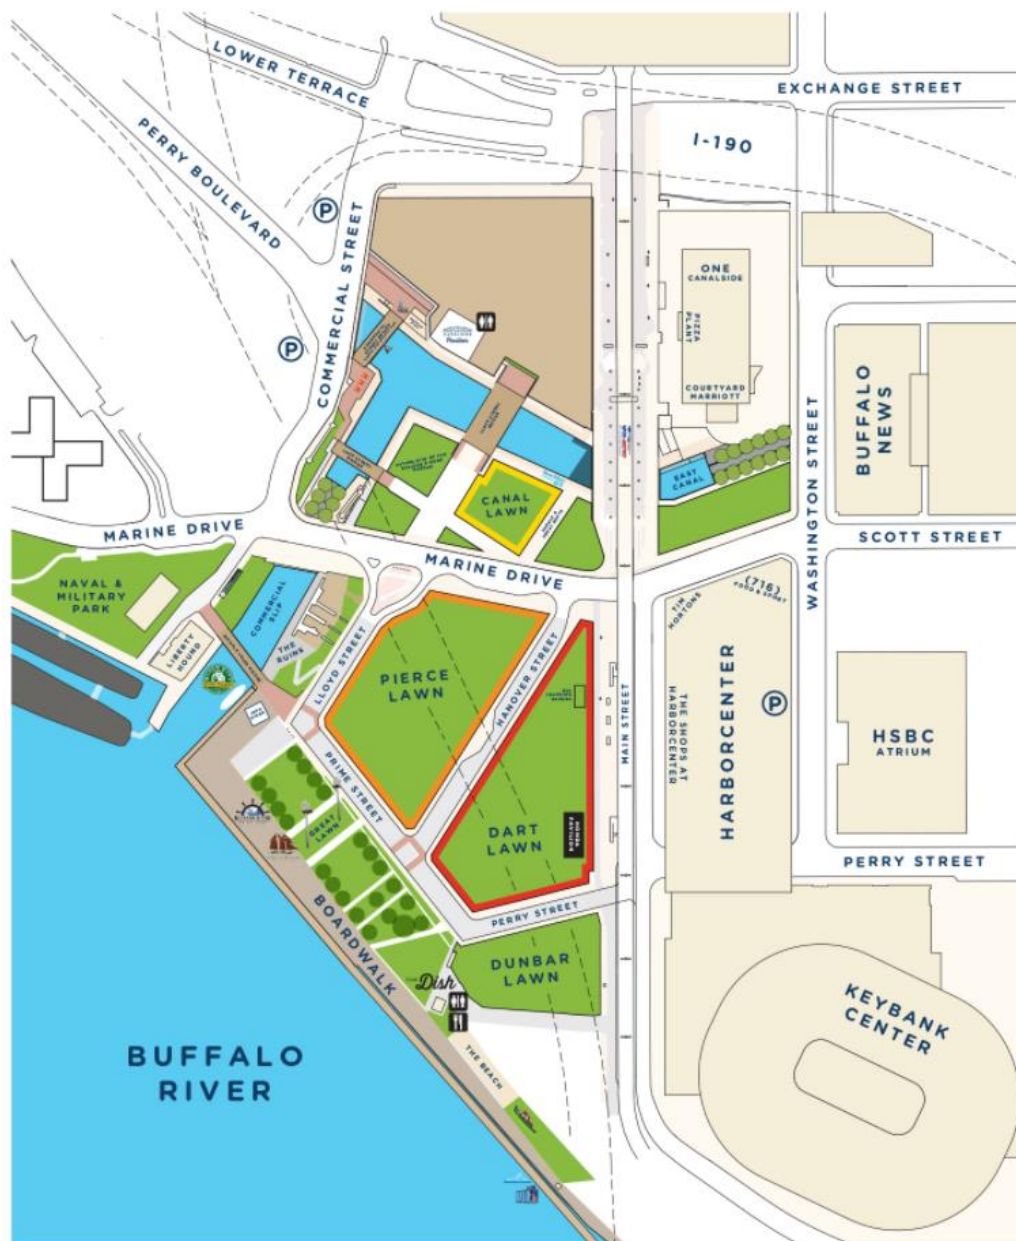 LOWER TERRACE
EXCHANGE STREET
PERRY BOULEVARD
I-190
P
COMMERCIAL STREET
ONE
CANALSIDE
PIZZA
PLANT
P
COURTYARD
MARRIOTT
BUFFALO
NEWS
WASHINGTON STREET
EAST
CANAL
CANAL
LAWN
MARINE DRIVE
MARINE DRIVE
SCOTT STREET
NAVAL &
MILITARY
PARK
COMMERCIAL
SLIP
THE
RUINS
LIBERTY
HOUND
LLOYD STREET
PIERCE
LAWN
HANOVER STREET
MAIN STREET
TIM
HORTONS
(716)
FOOD & SPORT
THE SHOPS AT
HARBORCENTER
HARBORCENTER
P
HSBC
ATRIUM
PRIME STREET
GREAT
LAWN
DART
LAWN
HONDA
PAVILION
PERRY STREET
PERRY STREET
BOARDWALK
DUNBAR
LAWN
Dish
KEYBANK
CENTER
THE BEACH
BUFFALO
RIVER